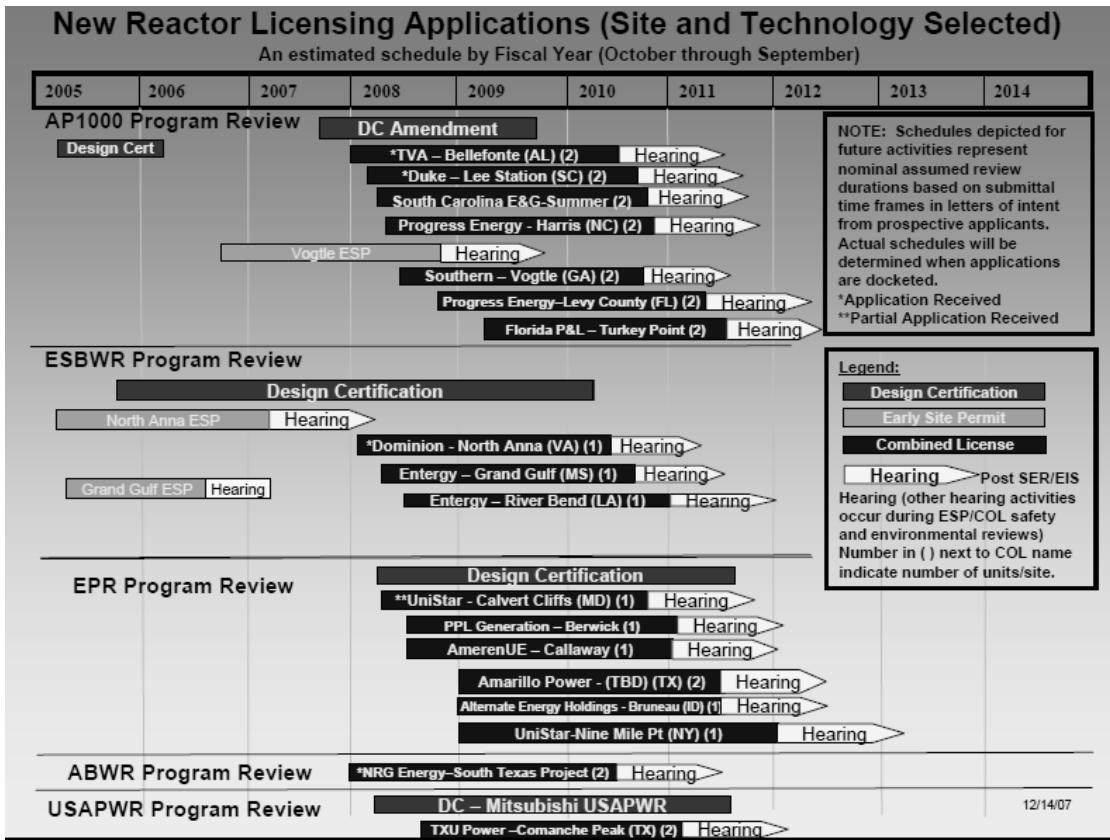 New Reactor Licensing Applications (Site and Technology Selected)
An estimated schedule by Fiscal Year (October through September)
2005 2006 2007 2008 2009 2010 2011 2012 2013 2014
AP1000 Program Review
DC Amendment
Design Cert
*TVA – Bellefonte (AL) (2) Hearing
*Duke – Lee Station (SC) (2) Hearing
South Carolina E&G-Summer (2) Hearing
Progress Energy - Harris (NC) (2) Hearing
Vogtle ESP Hearing
Southern – Vogtle (GA) (2) Hearing
Progress Energy–Levy County (FL) (2) Hearing
Florida P&L – Turkey Point (2) Hearing
NOTE: Schedules depicted for
future activities represent
nominal assumed review
durations based on submittal
time frames in letters of intent
from prospective applicants.
Actual schedules will be
determined when applications
are docketed.
*Application Received
**Partial Application Received
ESBWR Program Review
Design Certification
North Anna ESP Hearing
*Dominion - North Anna (VA) (1) Hearing
Entergy – Grand Gulf (MS) (1) Hearing
Grand Gulf ESP Hearing
Entergy – River Bend (LA) (1) Hearing
Legend:
Design Certification
Early Site Permit
Combined License
Hearing Post SER/EIS
Hearing (other hearing activities
occur during ESP/COL safety
and environmental reviews)
Number in ( ) next to COL name
indicate number of units/site.
EPR Program Review
Design Certification
**UniStar - Calvert Cliffs (MD) (1) Hearing
PPL Generation – Berwick (1) Hearing
AmerenUE – Callaway (1) Hearing
Amarillo Power - (TBD) (TX) (2) Hearing
Alternate Energy Holdings - Bruneau (ID) (1) Hearing
UniStar-Nine Mile Pt (NY) (1) Hearing
ABWR Program Review
*NRG Energy–South Texas Project (2) Hearing
USAPWR Program Review
DC – Mitsubishi USAPWR
12/14/07
TXU Power –Comanche Peak (TX) (2) Hearing